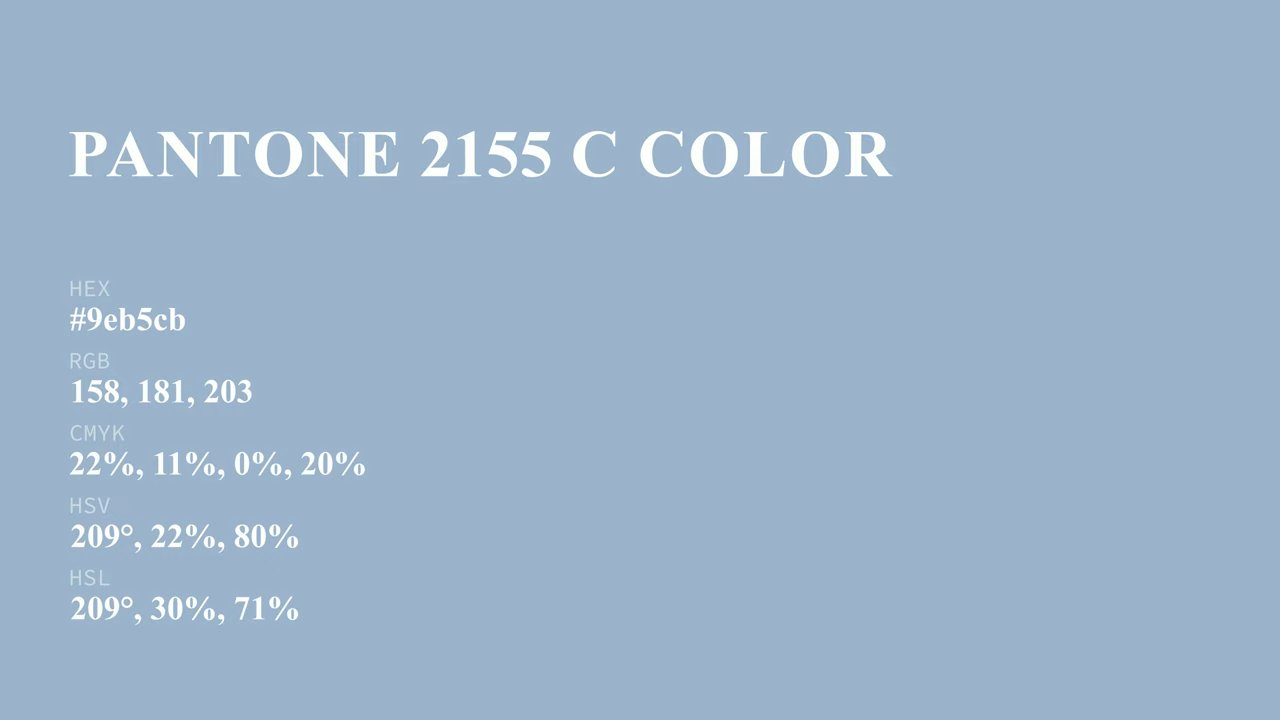 PANTONE 2155 C COLOR
HEX
#9eb5cb
RGB
158, 181, 203
CMYK
22%, 11%, 0%, 20%
HSV
209°, 22%, 80%
HSL
209°, 30%, 71%